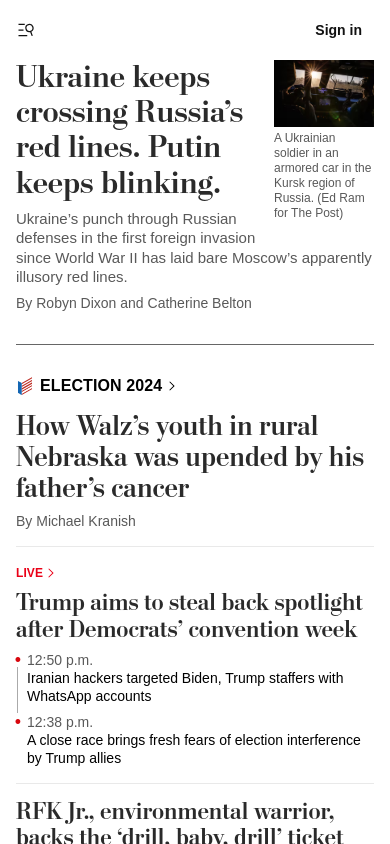 Sign in
Ukraine keeps
crossing Russia’s
red lines. Putin
keeps blinking.
A Ukrainian
soldier in an
armored car in the
Kursk region of
Russia. (Ed Ram
for The Post)
Ukraine’s punch through Russian
defenses in the first foreign invasion
since World War II has laid bare Moscow’s apparently
illusory red lines.
By Robyn Dixon and Catherine Belton
ELECTION 2024
How Walz’s youth in rural
Nebraska was upended by his
father’s cancer
By Michael Kranish
LIVE
Trump aims to steal back spotlight
after Democrats’ convention week
12:50 p.m.
Iranian hackers targeted Biden, Trump staffers with
WhatsApp accounts
12:38 p.m.
A close race brings fresh fears of election interference
by Trump allies
RFK Jr., environmental warrior,
backs the ‘drill, baby, drill’ ticket